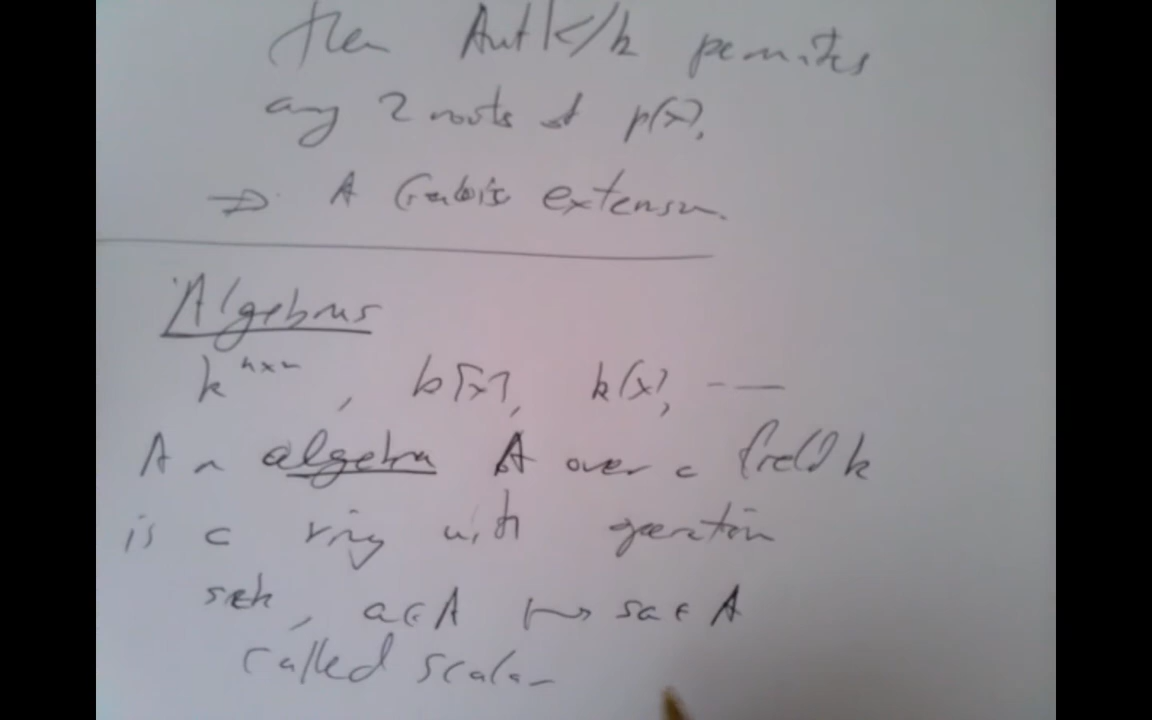 then Aut K/k permutes
any 2 roots of p(x).
⇒ A Galois extension.
Algebras
k^{n×n}, k[x], k(x), - —
An algebra A over a field k
is a ring with operation
s∈k, a∈A ↦ sa∈A
called scalar